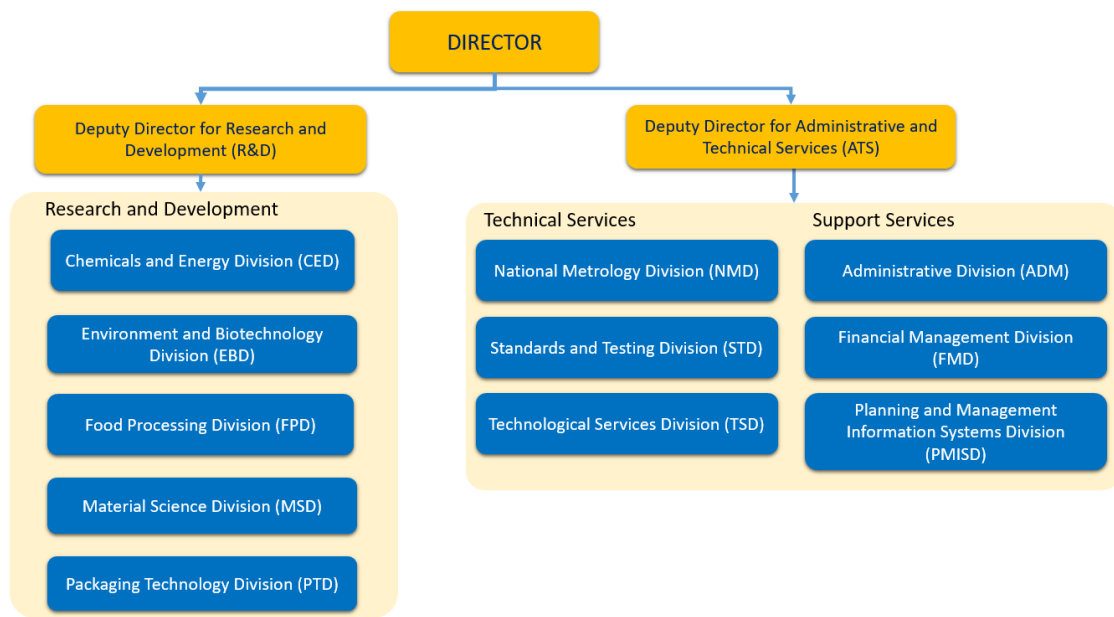 DIRECTOR
Deputy Director for Research and
Development (R&D)
Deputy Director for Administrative and
Technical Services (ATS)
Research and Development
Chemicals and Energy Division (CED)
Environment and Biotechnology
Division (EBD)
Food Processing Division (FPD)
Material Science Division (MSD)
Packaging Technology Division (PTD)
Technical Services
National Metrology Division (NMD)
Standards and Testing Division (STD)
Technological Services Division (TSD)
Support Services
Administrative Division (ADM)
Financial Management Division
(FMD)
Planning and Management
Information Systems Division
(PMISD)